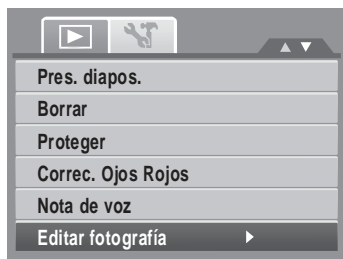 Pres. diapos.
Borrar
Proteger
Correc. Ojos Rojos
Nota de voz
Editar fotografía